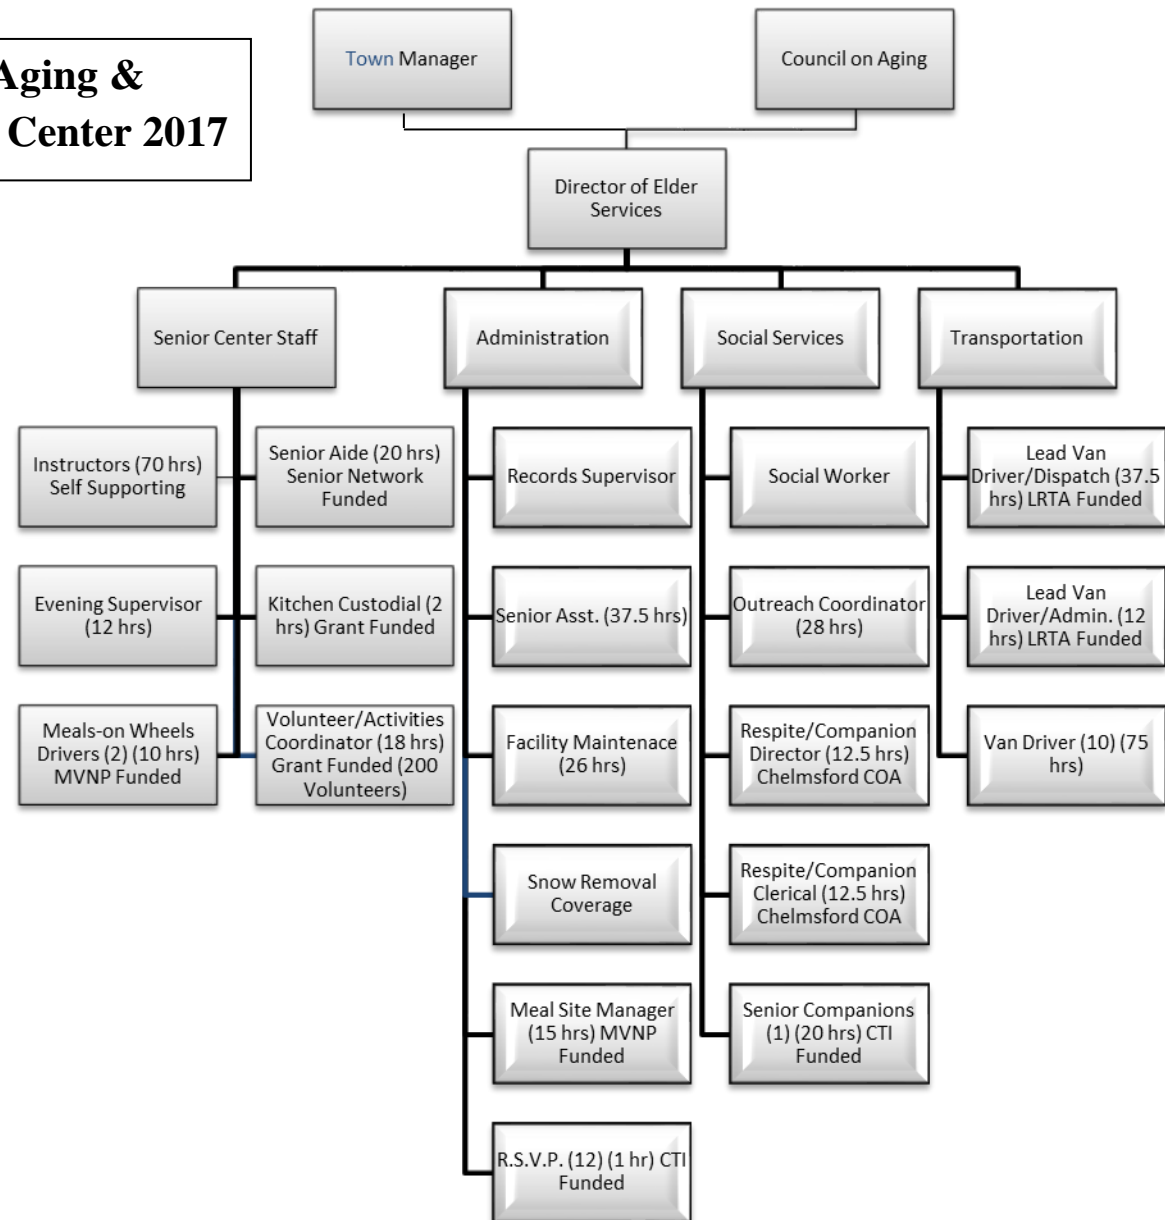 Aging &
Center 2017
Town Manager
Council on Aging
Director of Elder
Services
Senior Center Staff
Administration
Social Services
Transportation
Instructors (70 hrs)
Self Supporting
Senior Aide (20 hrs)
Senior Network
Funded
Records Supervisor
Social Worker
Lead Van
Driver/Dispatch (37.5
hrs) LRTA Funded
Evening Supervisor
(12 hrs)
Kitchen Custodial (2
hrs) Grant Funded
Senior Asst. (37.5 hrs)
Outreach Coordinator
(28 hrs)
Lead Van
Driver/Admin. (12
hrs) LRTA Funded
Meals-on Wheels
Drivers (2) (10 hrs)
MVNP Funded
Volunteer/Activities
Coordinator (18 hrs)
Grant Funded (200
Volunteers)
Facility Maintenace
(26 hrs)
Respite/Companion
Director (12.5 hrs)
Chelmsford COA
Van Driver (10) (75
hrs)
Snow Removal
Coverage
Respite/Companion
Clerical (12.5 hrs)
Chelmsford COA
Meal Site Manager
(15 hrs) MVNP
Funded
Senior Companions
(1) (20 hrs) CTI
Funded
R.S.V.P. (12) (1 hr) CTI
Funded